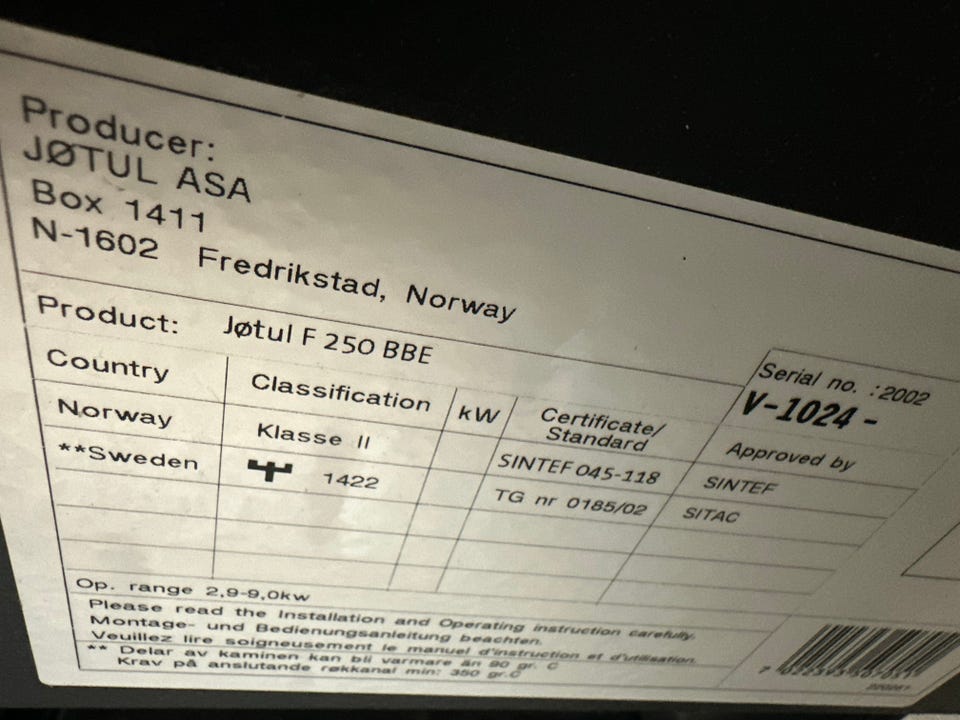 Producer:
JØTUL ASA
Box 1411
N-1602 Fredrikstad, Norway
Product: Jøtul F 250 BBE
Serial no. :2002
V-1024 -
Country Classification kW Certificate/
Standard Approved by
Norway Klasse II SINTEF 045-118 SINTEF
**Sweden 1422 TG nr 0185/02 SITAC
Op. range 2,9-9,0kw
Please read the Installation and Operating instruction carefully.
Montage- und Bedienungsanleitung beachten.
Veuillez lire soigneusement le manuel d'instruction et d'utilisation.
** Delar av kaminen kan bli varmare än 90 gr. C
Krav på anslutande røkkanal min: 350 gr.C